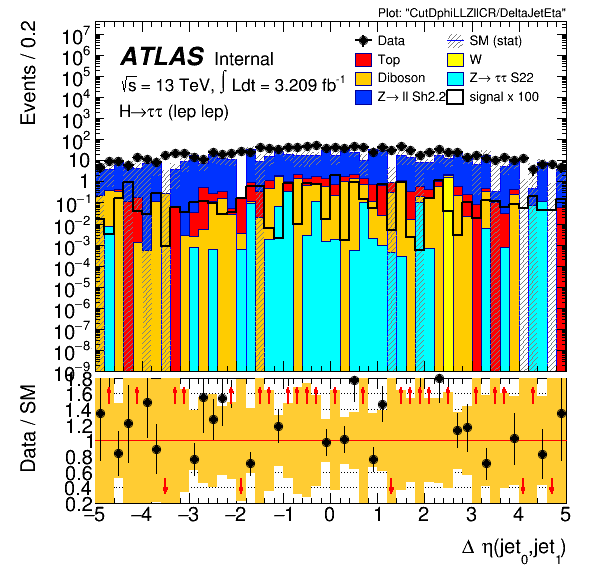 Plot: "CutDphiLLZllCR/DeltaJetEta"
Events / 0.2
10⁷
10⁶
10⁵
10⁴
10³
10²
10
1
10⁻¹
10⁻²
10⁻³
10⁻⁴
10⁻⁵
10⁻⁶
10⁻⁷
10⁻⁸
10⁻⁹
ATLAS Internal
√s = 13 TeV, ∫ Ldt = 3.209 fb⁻¹
H→ττ (lep lep)
Data
SM (stat)
Top
W
Diboson
Z→ ττ S22
Z→ ll Sh2.2
signal x 100
Data / SM
1.8
1.6
1.4
1.2
1
0.8
0.6
0.4
0.2
−5 −4 −3 −2 −1 0 1 2 3 4 5
Δ η(jet₀,jet₁)